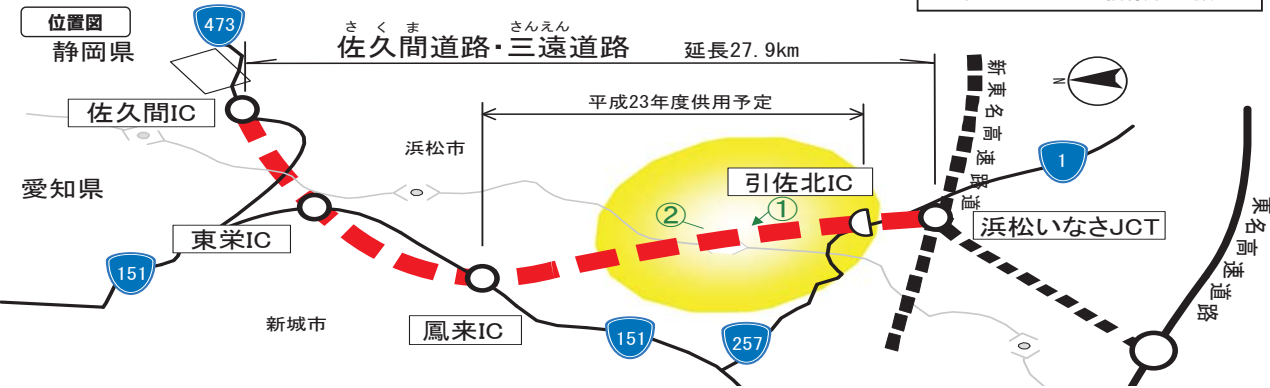 位置図
473
静岡県
さくま さんえん
佐久間道路・三遠道路 延長27.9km
平成23年度供用予定
佐久間IC
浜松市
愛知県
東栄IC
151
新城市
鳳来IC
151
257
②
①
引佐北IC
浜松いなさJCT
1
N
新東名高速道路
東名高速道路